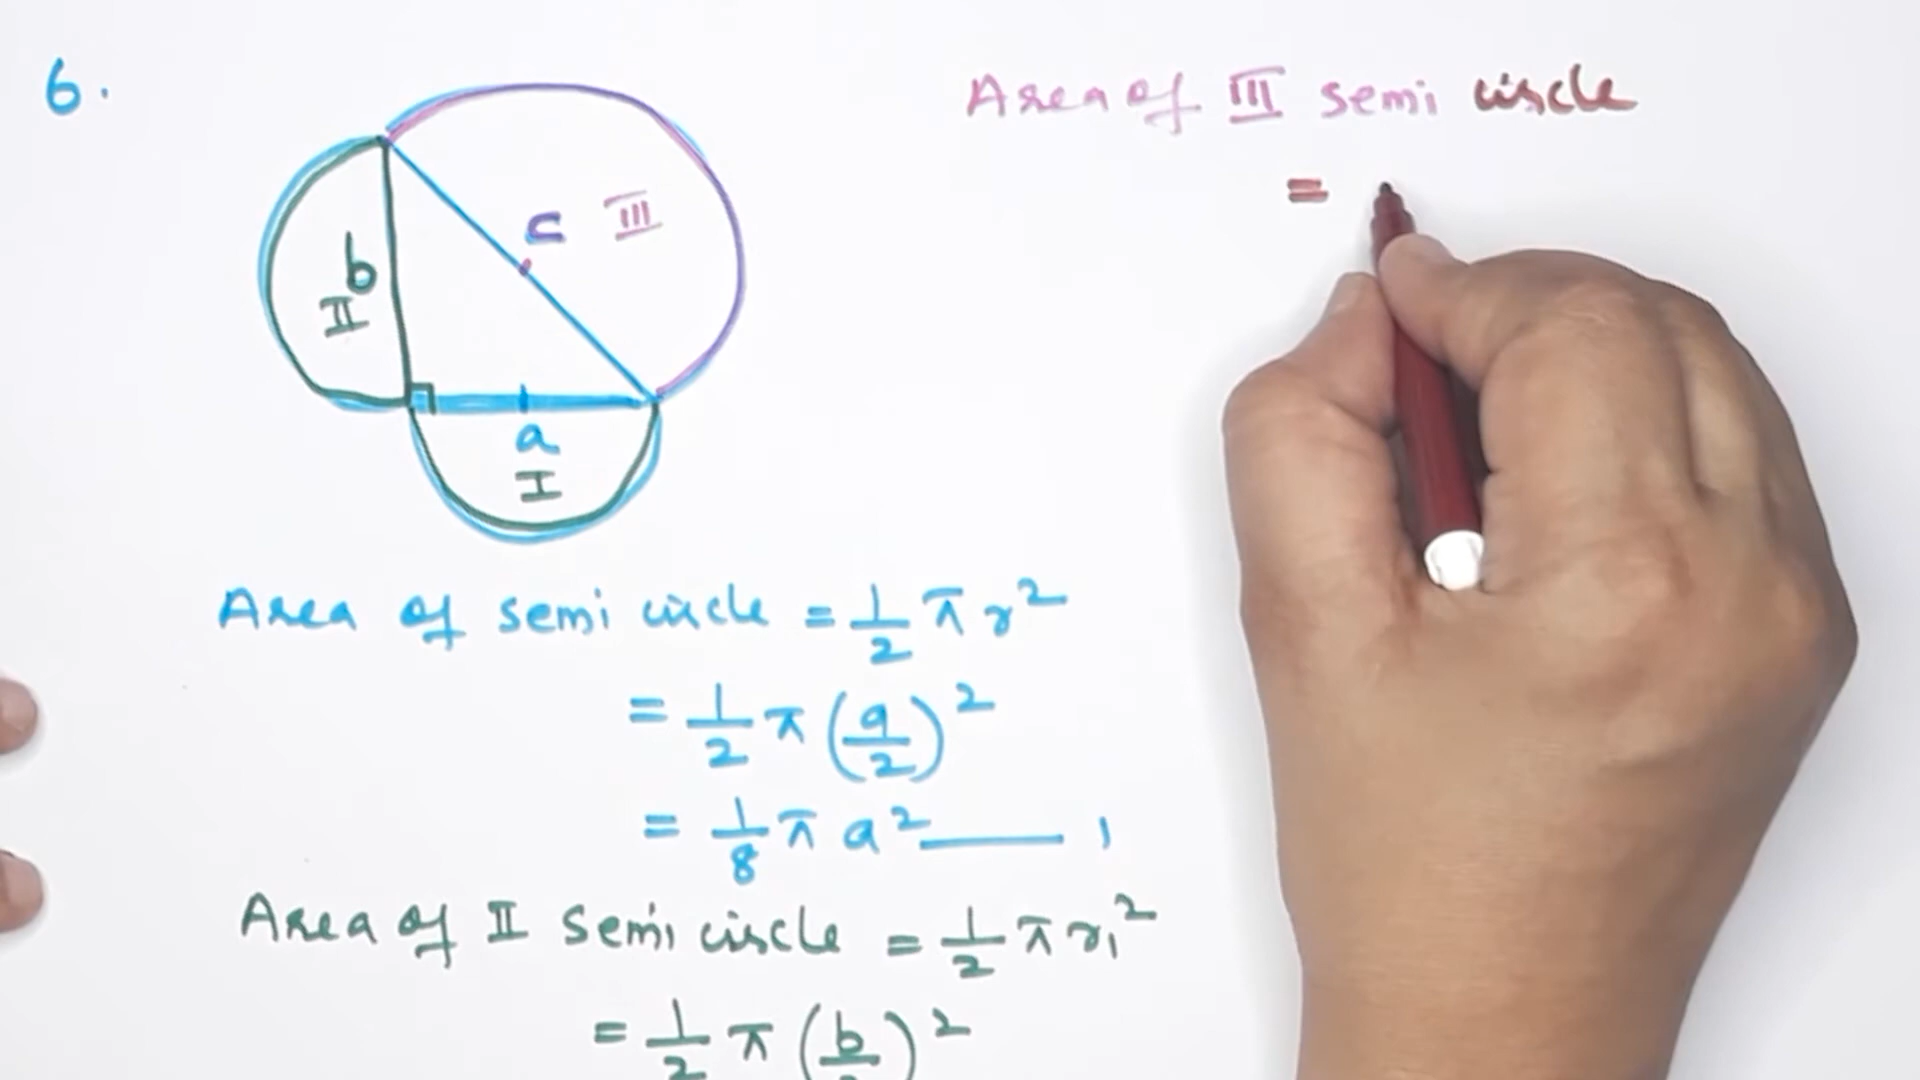 6.
c III
b
II
a
I
Area of semi circle = 1/2 π r²
= 1/2 π (a/2)²
= 1/8 π a² —— 1
Area of II semi circle = 1/2 π r₁²
= 1/2 π (b/2)²
Area of III semi circle
=